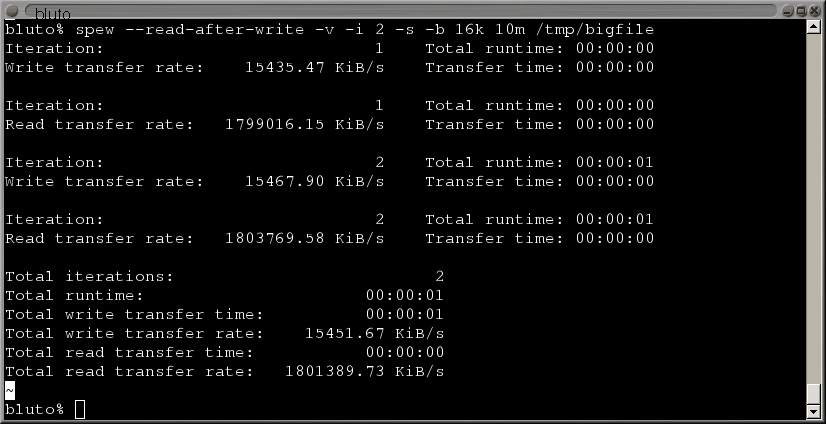 bluto
bluto% spew --read-after-write -v -i 2 -s -b 16k 10m /tmp/bigfile
Iteration: 1 Total runtime: 00:00:00
Write transfer rate: 15435.47 KiB/s Transfer time: 00:00:00
Iteration: 1 Total runtime: 00:00:00
Read transfer rate: 1799016.15 KiB/s Transfer time: 00:00:00
Iteration: 2 Total runtime: 00:00:01
Write transfer rate: 15467.90 KiB/s Transfer time: 00:00:00
Iteration: 2 Total runtime: 00:00:01
Read transfer rate: 1803769.58 KiB/s Transfer time: 00:00:00
Total iterations: 2
Total runtime: 00:00:01
Total write transfer time: 00:00:01
Total write transfer rate: 15451.67 KiB/s
Total read transfer time: 00:00:00
Total read transfer rate: 1801389.73 KiB/s
~
bluto%